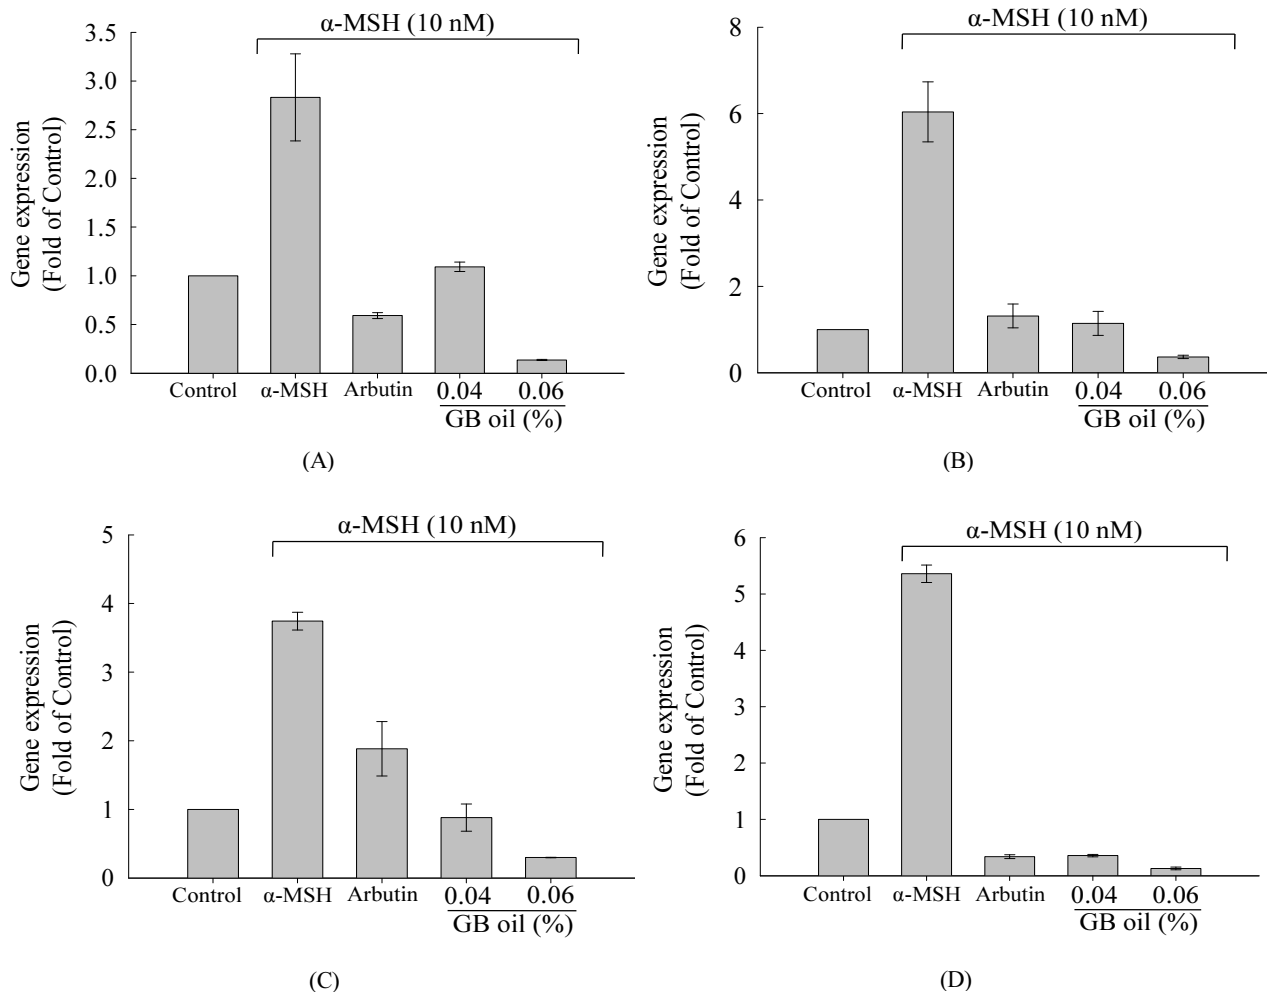 α-MSH (10 nM)
3.5
3.0
2.5
2.0
1.5
1.0
0.5
0.0
Gene expression
(Fold of Control)
Control α-MSH Arbutin 0.04 0.06
GB oil (%)
(A)
α-MSH (10 nM)
8
6
4
2
0
Gene expression
(Fold of Control)
Control α-MSH Arbutin 0.04 0.06
GB oil (%)
(B)
α-MSH (10 nM)
5
4
3
2
1
0
Gene expression
(Fold of Control)
Control α-MSH Arbutin 0.04 0.06
GB oil (%)
(C)
α-MSH (10 nM)
6
5
4
3
2
1
0
Gene expression
(Fold of Control)
Control α-MSH Arbutin 0.04 0.06
GB oil (%)
(D)